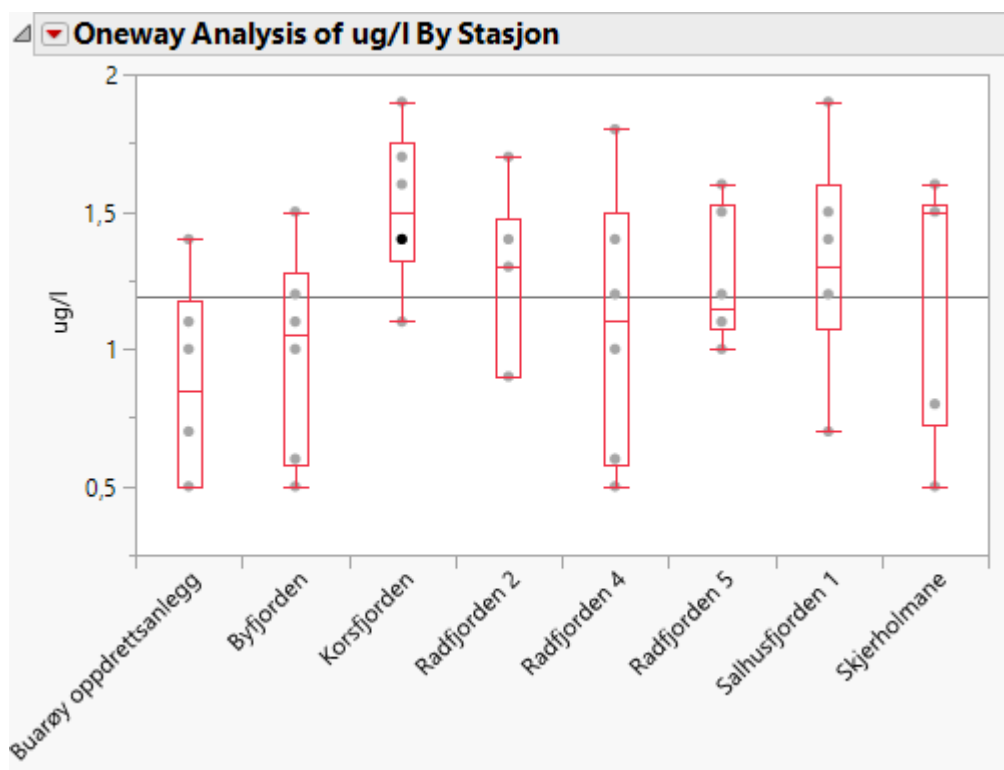 Oneway Analysis of ug/l By Stasjon
2
1,5
1
0,5
ug/l
Buarøy oppdrettsanlegg
Byfjorden
Korsfjorden
Radfjorden 2
Radfjorden 4
Radfjorden 5
Salhusfjorden 1
Skjerholmane